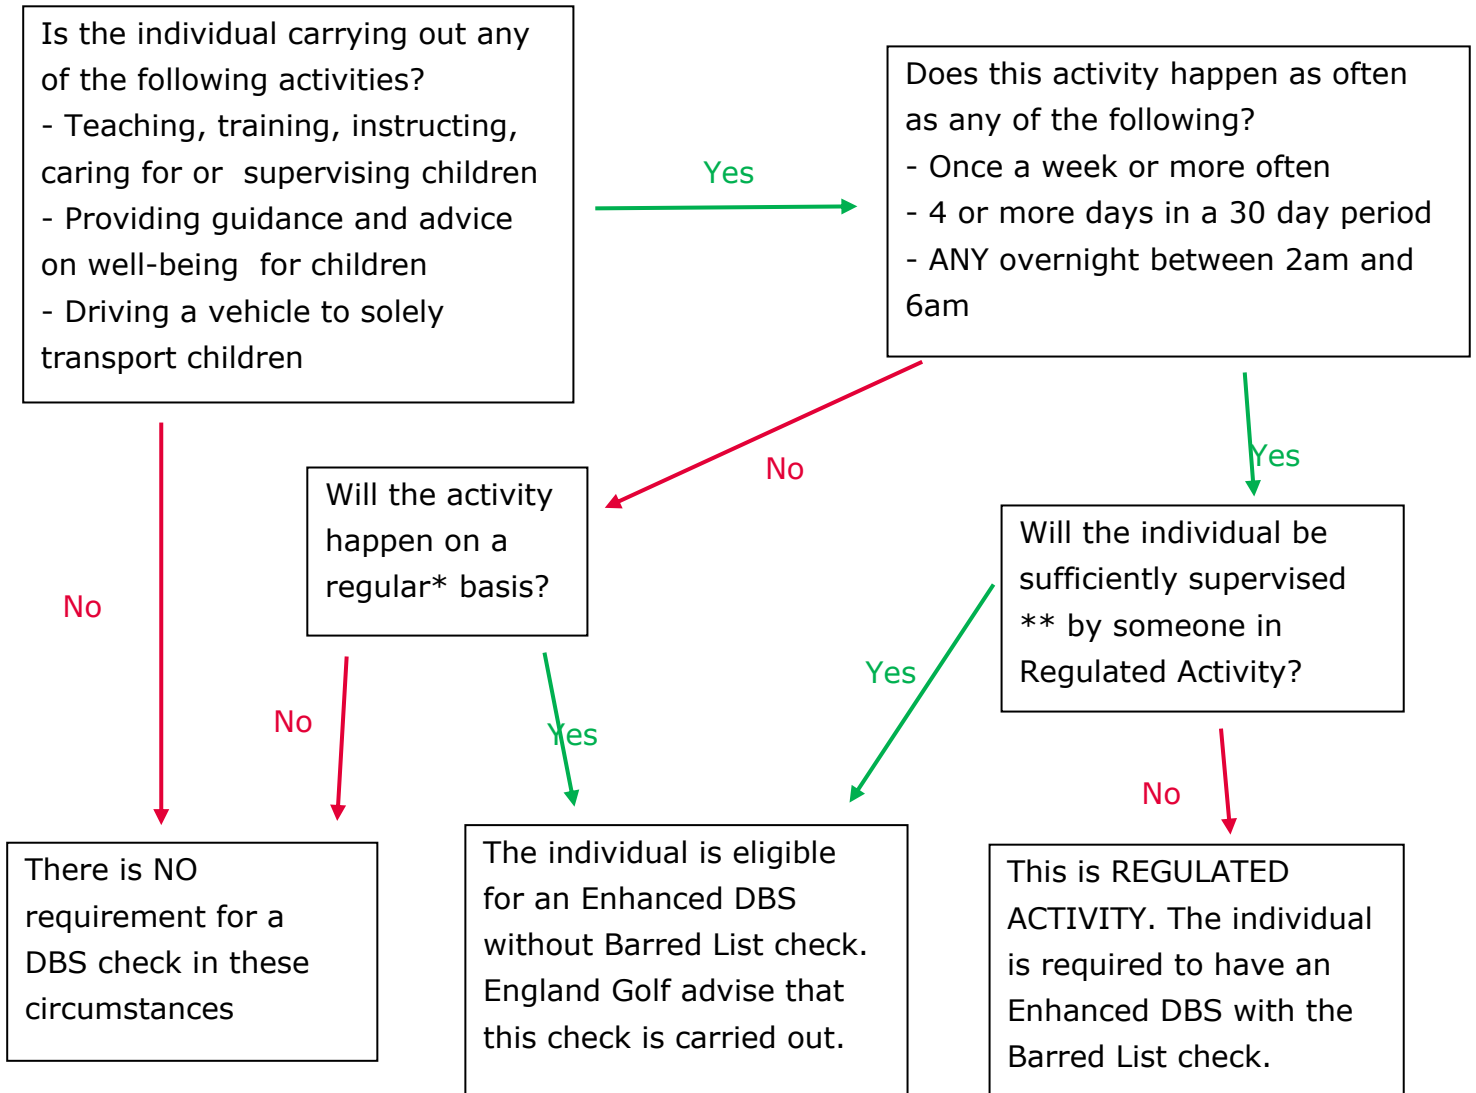 Is the individual carrying out any
of the following activities?
- Teaching, training, instructing,
caring for or  supervising children
- Providing guidance and advice
on well-being  for children
- Driving a vehicle to solely
transport children
Yes
Does this activity happen as often
as any of the following?
- Once a week or more often
- 4 or more days in a 30 day period
- ANY overnight between 2am and
6am
No
No
Yes
Will the activity
happen on a
regular* basis?
Will the individual be
sufficiently supervised
** by someone in
Regulated Activity?
No
Yes
Yes
No
There is NO
requirement for a
DBS check in these
circumstances
The individual is eligible
for an Enhanced DBS
without Barred List check.
England Golf advise that
this check is carried out.
This is REGULATED
ACTIVITY. The individual
is required to have an
Enhanced DBS with the
Barred List check.